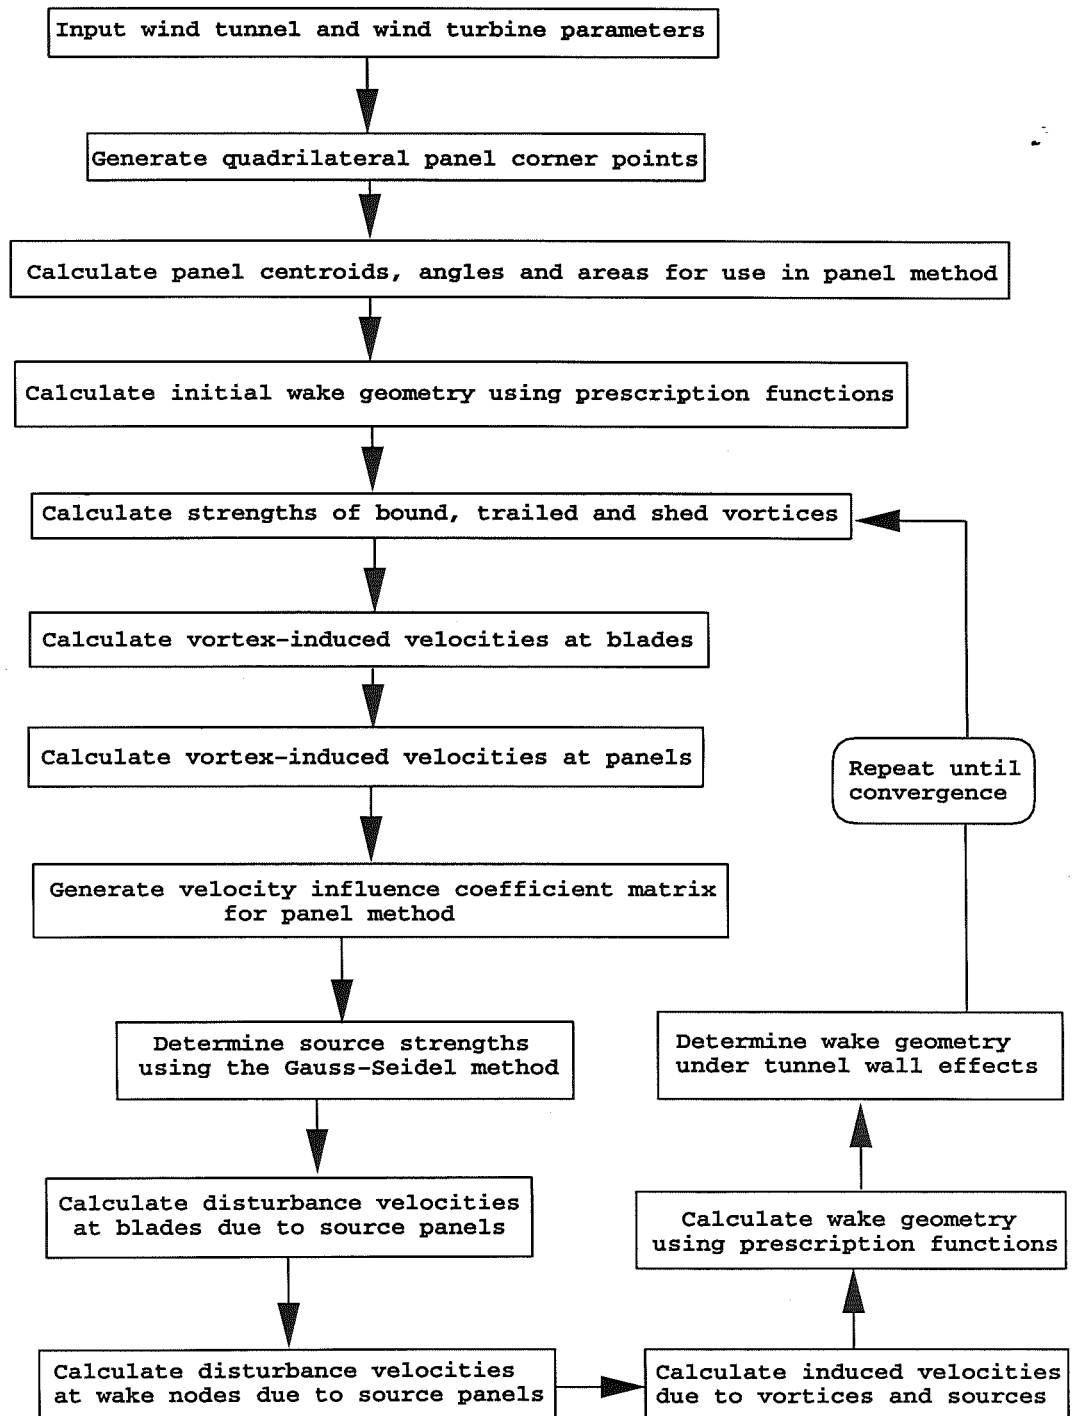 Input wind tunnel and wind turbine parameters
Generate quadrilateral panel corner points
Calculate panel centroids, angles and areas for use in panel method
Calculate initial wake geometry using prescription functions
Calculate strengths of bound, trailed and shed vortices
Calculate vortex-induced velocities at blades
Calculate vortex-induced velocities at panels
Generate velocity influence coefficient matrix
for panel method
Determine source strengths
using the Gauss-Seidel method
Calculate disturbance velocities
at blades due to source panels
Calculate disturbance velocities
at wake nodes due to source panels
Calculate induced velocities
due to vortices and sources
Calculate wake geometry
using prescription functions
Determine wake geometry
under tunnel wall effects
Repeat until
convergence